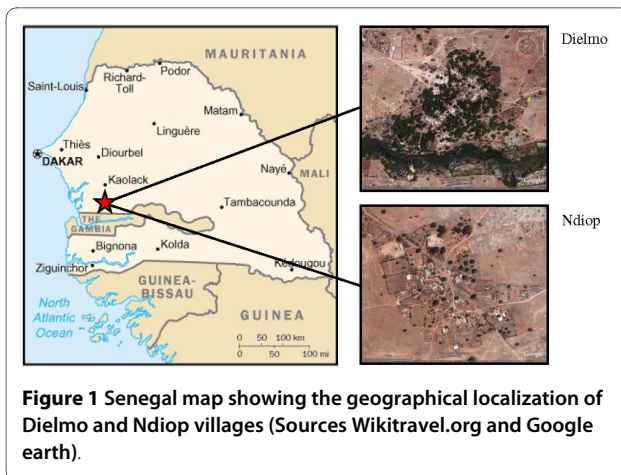 MAURITANIA
Podor
Richard-
Toll
Saint-Louis
Matam
Linguère
Thiès
DAKAR
Diourbel
Nayé
MALI
Kaolack
Tambacounda
THE
GAMBIA
Bignona
Kolda
Ziguinchor
Kédougou
GUINEA-
BISSAU
North
Atlantic
Ocean
GUINEA
0 50 100 km
0 50 100 mi
Dielmo
Google
Ndiop
Google
Figure 1 Senegal map showing the geographical localization of
Dielmo and Ndiop villages (Sources Wikitravel.org and Google
earth).